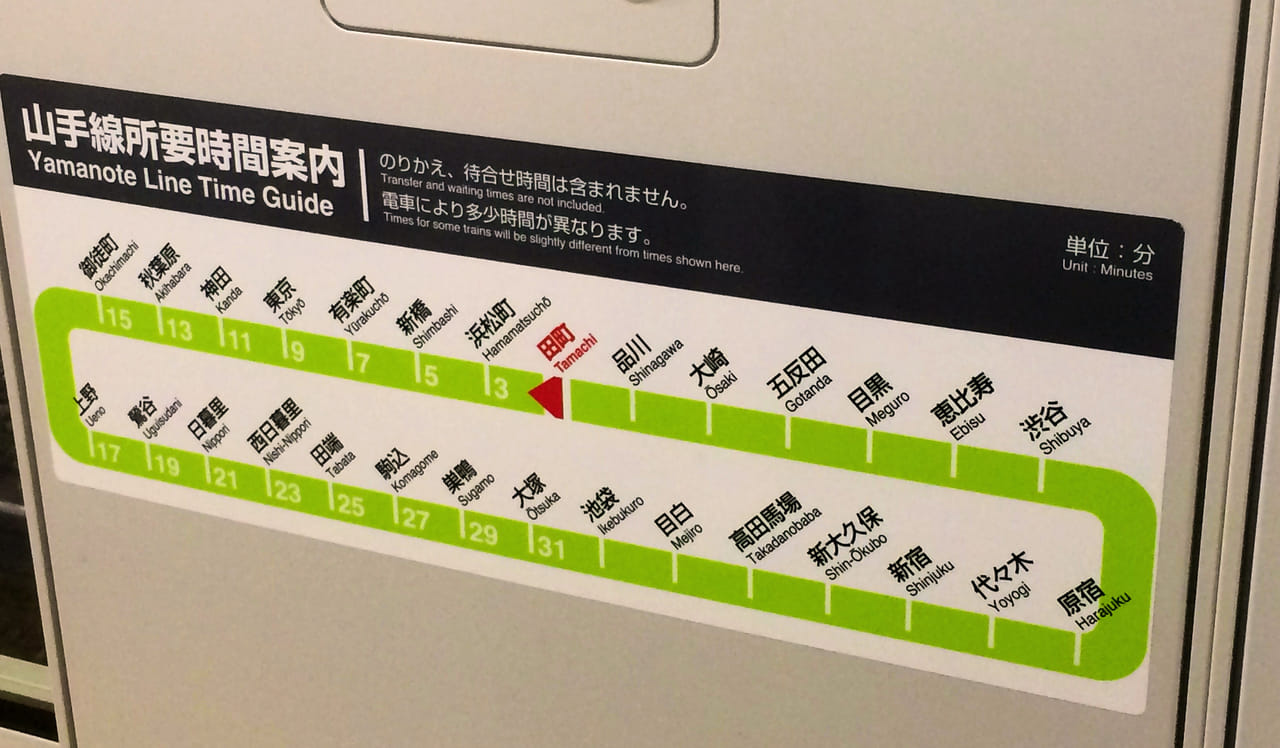 山手線所要時間案内
Yamanote Line Time Guide
のりかえ、待合せ時間は含まれません。
Transfer and waiting times are not included.
電車により多少時間が異なります。
Times for some trains will be slightly different from times shown here.
単位：分
Unit : Minutes
御徒町
Okachimachi
15
秋葉原
Akihabara
13
神田
Kanda
11
東京
Tōkyō
9
有楽町
Yūrakuchō
7
新橋
Shimbashi
5
浜松町
Hamamatsuchō
3
田町
Tamachi
品川
Shinagawa
大崎
Ōsaki
五反田
Gotanda
目黒
Meguro
恵比寿
Ebisu
渋谷
Shibuya
上野
Ueno
17
鶯谷
Uguisudani
19
日暮里
Nippori
21
西日暮里
Nishi-Nippori
23
田端
Tabata
25
駒込
Komagome
27
巣鴨
Sugamo
29
大塚
Ōtsuka
31
池袋
Ikebukuro
目白
Mejiro
高田馬場
Takadanobaba
新大久保
Shin-Ōkubo
新宿
Shinjuku
代々木
Yoyogi
原宿
Harajuku